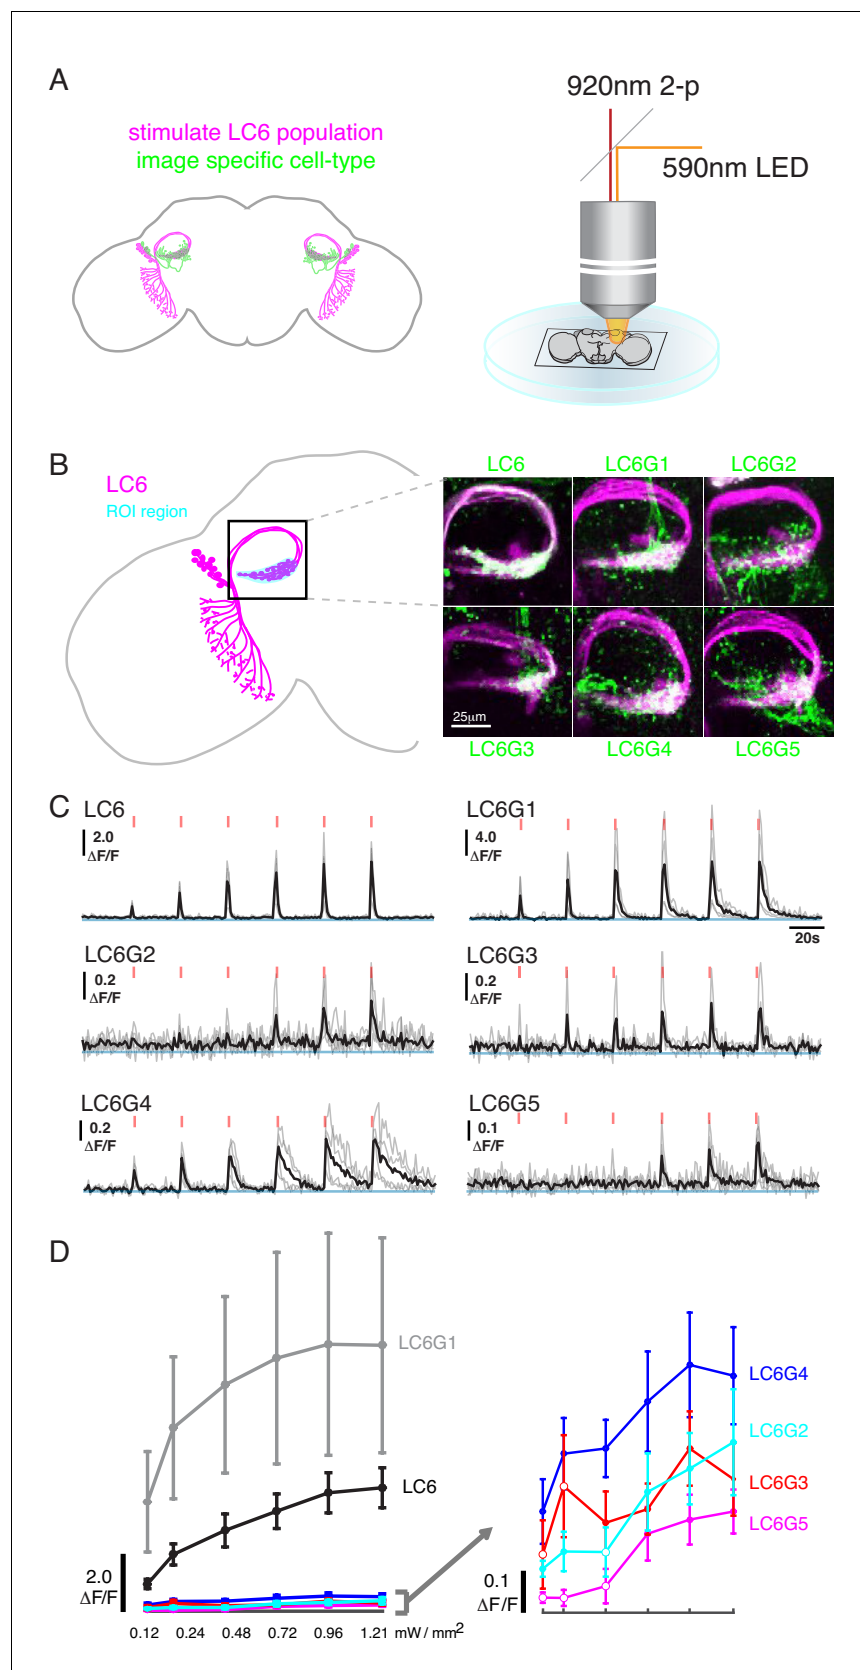 A
920nm 2-p
stimulate LC6 population
image specific cell-type
590nm LED
B
LC6
ROI region
LC6 LC6G1 LC6G2
25μm
LC6G3 LC6G4 LC6G5
C
LC6
2.0
ΔF/F
LC6G1
4.0
ΔF/F
20s
LC6G2
0.2
ΔF/F
LC6G3
0.2
ΔF/F
LC6G4
0.2
ΔF/F
LC6G5
0.1
ΔF/F
D
LC6G1
LC6
2.0
ΔF/F
0.12 0.24 0.48 0.72 0.96 1.21 mW/mm²
LC6G4
LC6G2
LC6G3
LC6G5
0.1
ΔF/F